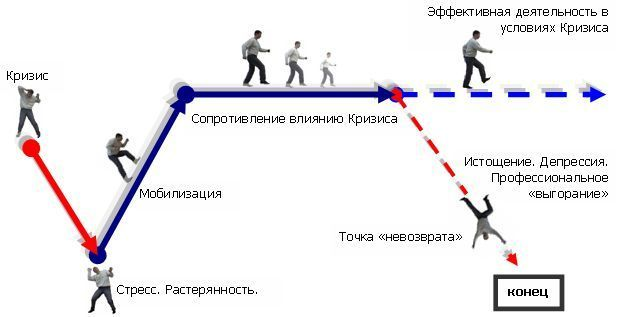 Эффективная деятельность в
условиях Кризиса
Кризис
Сопротивление влиянию Кризиса
Истощение. Депрессия.
Профессиональное
«выгорание»
Мобилизация
Точка «невозврата»
Стресс. Растерянность.
конец